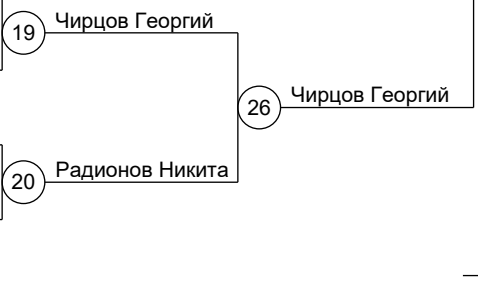 19 Чирцов Георгий
26 Чирцов Георгий
20 Радионов Никита